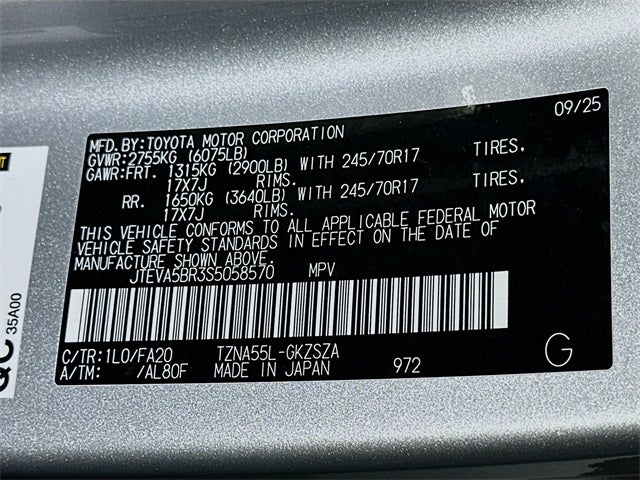 09/25
MFD.BY:TOYOTA MOTOR CORPORATION
GVWR:2755KG (6075LB)
GAWR:FRT. 1315KG (2900LB) WITH 245/70R17 TIRES,
17X7J RIMS.
RR. 1650KG (3640LB) WITH 245/70R17 TIRES,
17X7J RIMS.
THIS VEHICLE CONFORMS TO ALL APPLICABLE FEDERAL MOTOR
VEHICLE SAFETY STANDARDS IN EFFECT ON THE DATE OF
MANUFACTURE SHOWN ABOVE.
JTEVA5BR3S5058570 MPV
C/TR:1L0/FA20 TZNA55L-GKZSZA
A/TM: /AL80F MADE IN JAPAN 972
G
QC 35A00